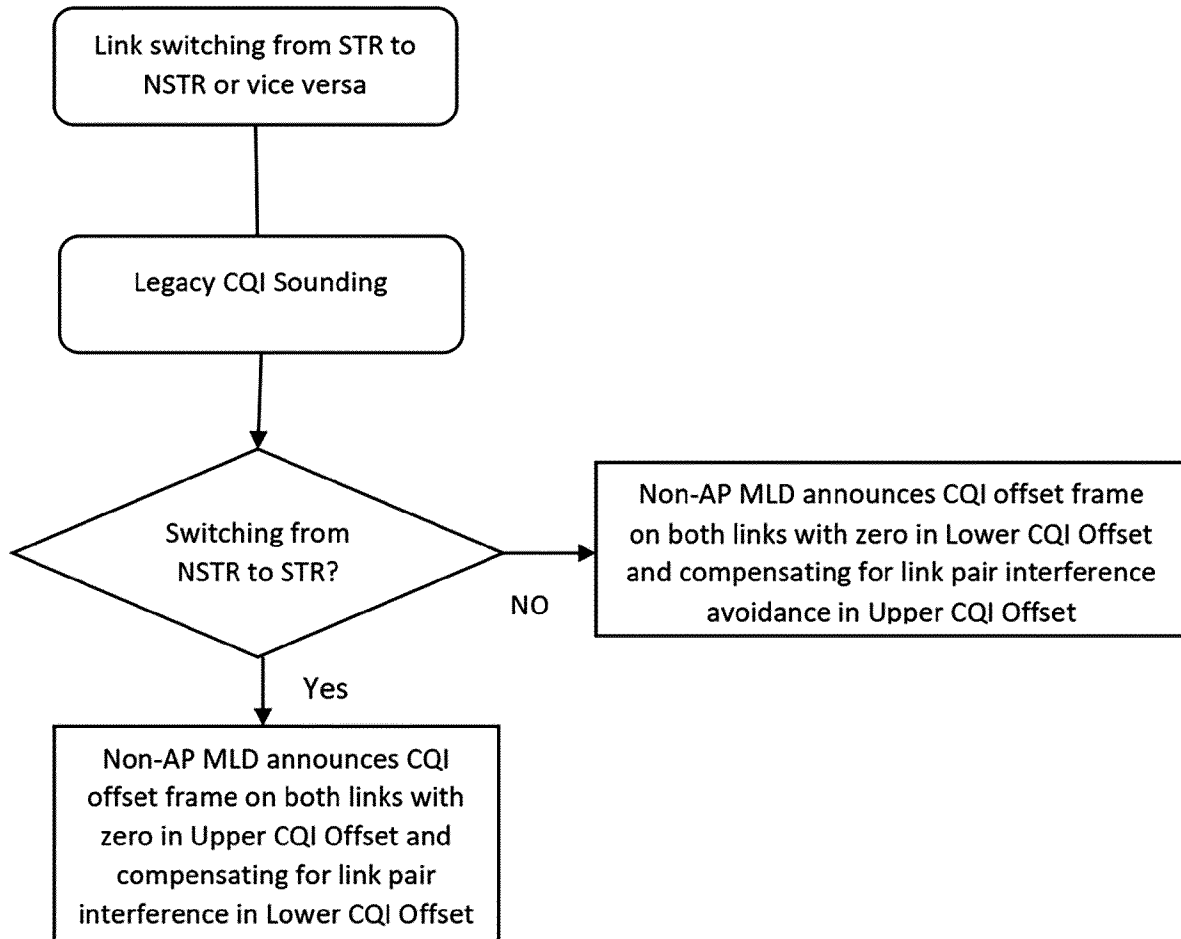 Link switching from STR to
NSTR or vice versa
Legacy CQI Sounding
Switching from
NSTR to STR?
NO
Non-AP MLD announces CQI offset frame
on both links with zero in Lower CQI Offset
and compensating for link pair interference
avoidance in Upper CQI Offset
Yes
Non-AP MLD announces CQI
offset frame on both links with
zero in Upper CQI Offset and
compensating for link pair
interference in Lower CQI Offset